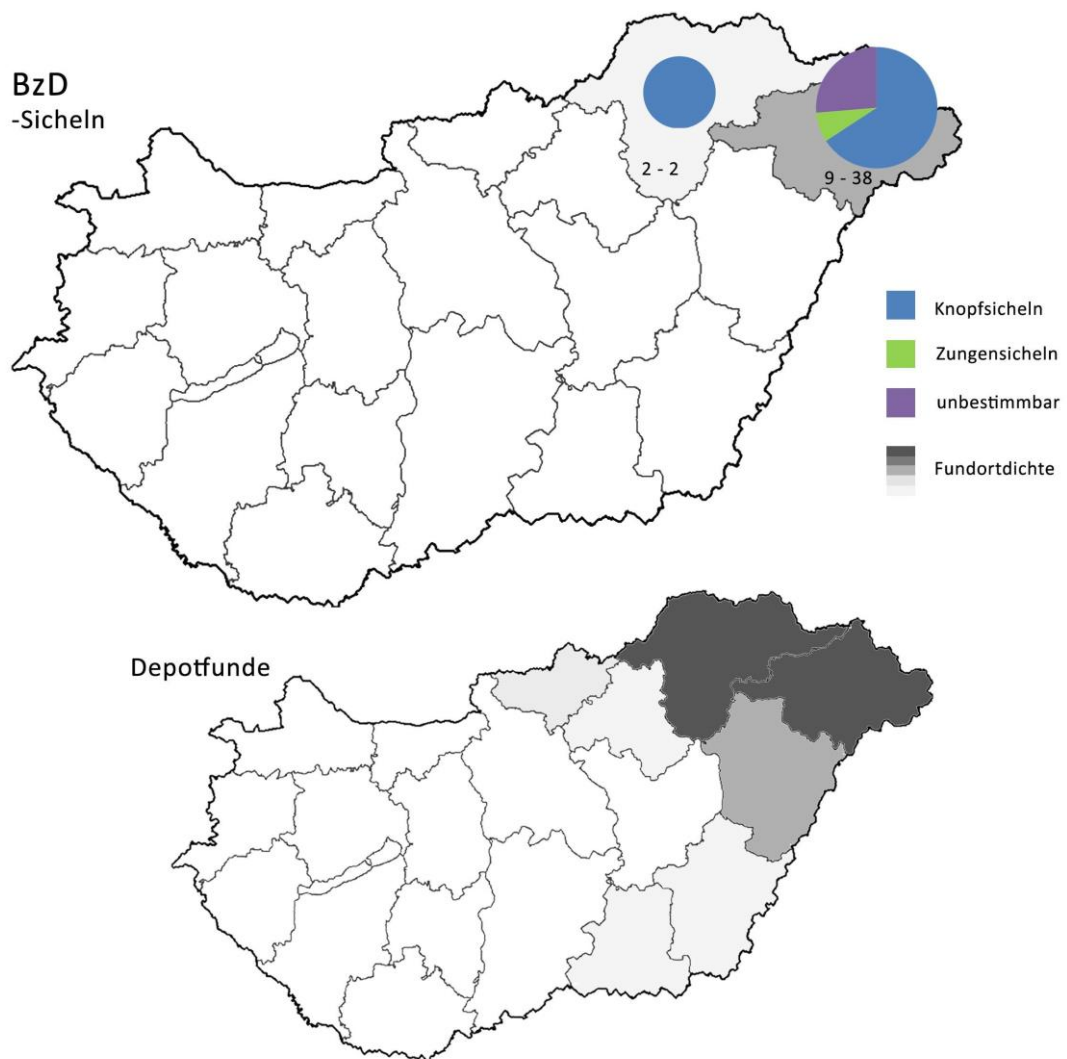 BzD
-Sicheln
2 - 2
9 - 38
Knopfsicheln
Zungensicheln
unbestimmbar
Fundortdichte
Depotfunde